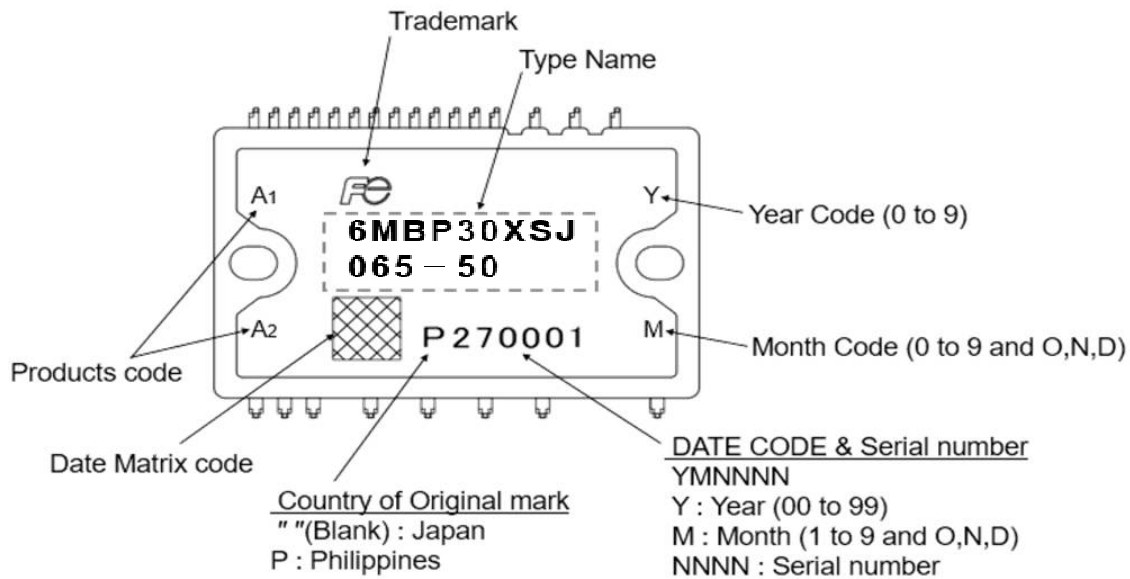 Trademark
Type Name
Fe
A1
Y
Year Code (0 to 9)
6MBP30XSJ
065－50
A2
P270001
M
Month Code (0 to 9 and O,N,D)
Products code
Date Matrix code
DATE CODE & Serial number
YMNNNN
Y : Year (00 to 99)
M : Month (1 to 9 and O,N,D)
NNNN : Serial number
Country of Original mark
" "(Blank) : Japan
P : Philippines